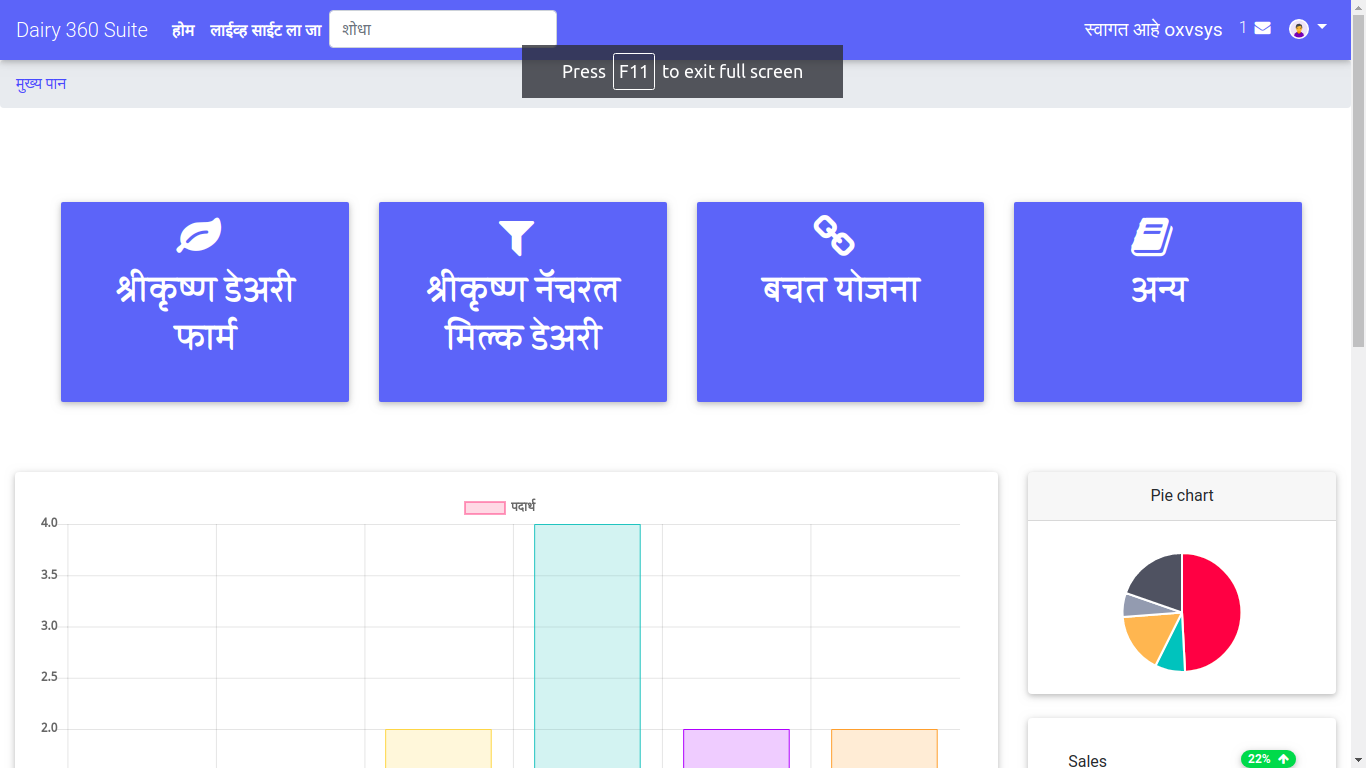 Dairy 360 Suite होम लाईव्ह साईट ला जा शोधा स्वागत आहे oxvsys 1
Press F11 to exit full screen
मुख्य पान
श्रीकृष्ण डेअरी
फार्म
श्रीकृष्ण नॅचरल
मिल्क डेअरी
बचत योजना
अन्य
पदार्थ
4.0
3.5
3.0
2.5
2.0
Pie chart
Sales 22%